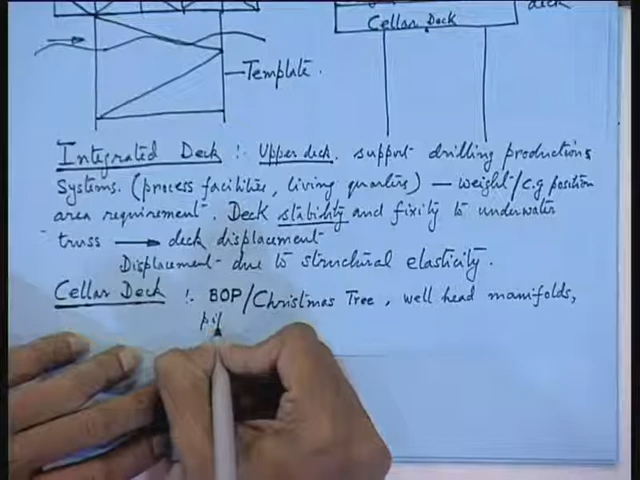 deck
Cellar Deck
Template.
Integrated Deck : Upper deck. support drilling productions
Systems. (process facilities, living quarters) — weight/c.g position
area requirement. Deck stability and fixity to underwater
truss → deck displacement
Displacement due to structural elasticity.
Cellar Deck : BOP/Christmas Tree, well head manifolds,
pi